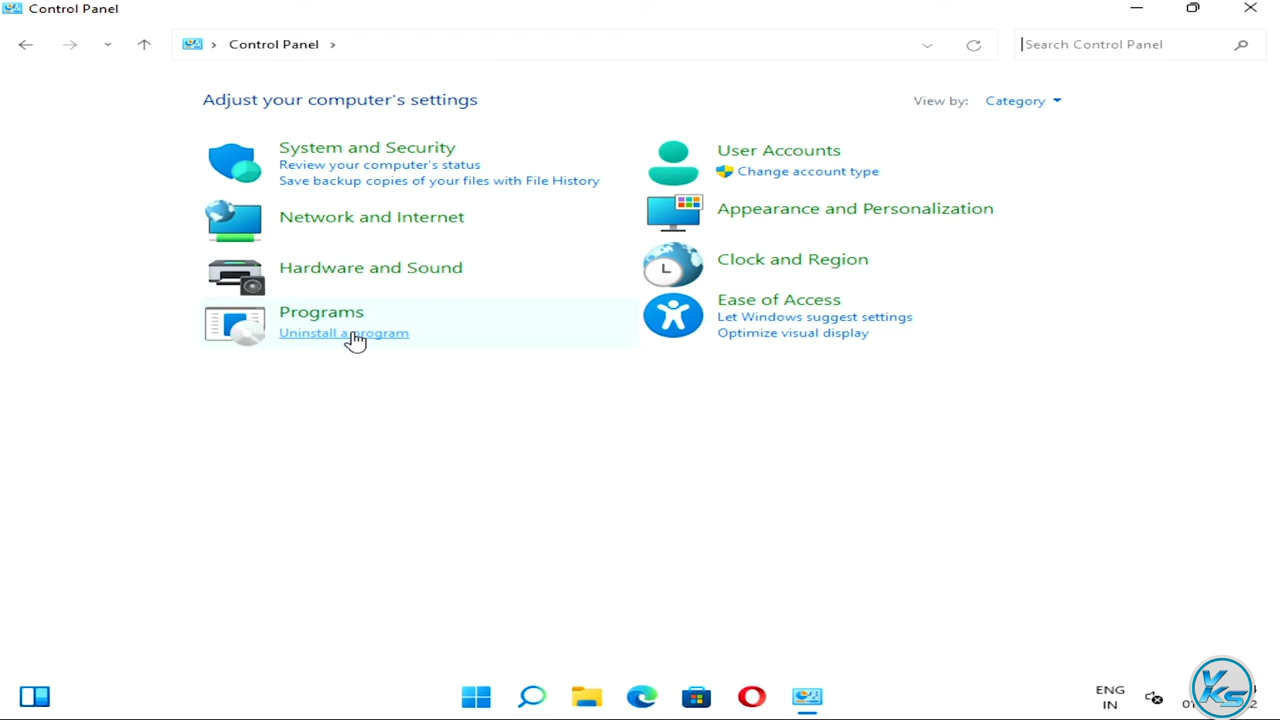 Control Panel
Control Panel
Search Control Panel
Adjust your computer's settings
View by: Category
System and Security
Review your computer's status
Save backup copies of your files with File History
Network and Internet
Hardware and Sound
Programs
Uninstall a program
User Accounts
Change account type
Appearance and Personalization
Clock and Region
Ease of Access
Let Windows suggest settings
Optimize visual display
ENG
IN
KS